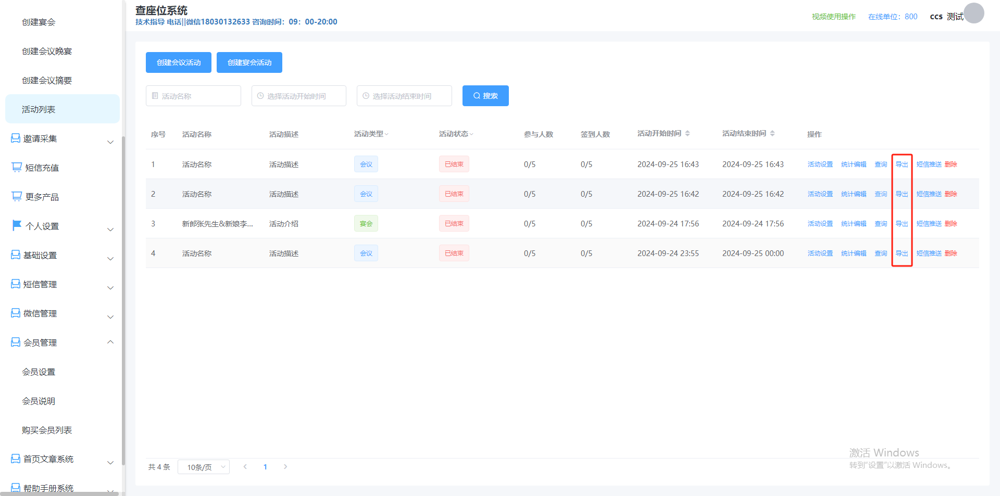 创建宴会
创建会议晚宴
创建会议摘要
活动列表
邀请采集
短信充值
更多产品
个人设置
基础设置
短信管理
微信管理
会员管理
会员设置
会员说明
购买会员列表
首页文章系统
帮助手册系统
查座位系统
技术指导 电话||微信18030132633 咨询时间：09：00-20:00
视频使用操作 在线单位：800 ccs 测试
创建会议活动 创建宴会活动
活动名称 选择活动开始时间 选择活动结束时间 搜索
序号 活动名称 活动描述 活动类型 活动状态 参与人数 签到人数 活动开始时间 活动结束时间 操作
1 活动名称 活动描述 会议 已结束 0/5 0/5 2024-09-25 16:43 2024-09-25 16:43 活动设置 统计编辑 查询 导出 短信推送 删除
2 活动名称 活动描述 会议 已结束 0/5 0/5 2024-09-25 16:42 2024-09-25 16:42 活动设置 统计编辑 查询 导出 短信推送 删除
3 新郎张先生&新娘李... 活动介绍 宴会 已结束 0/5 0/5 2024-09-24 17:56 2024-09-24 17:56 活动设置 统计编辑 查询 导出 短信推送 删除
4 活动名称 活动描述 会议 已结束 0/5 0/5 2024-09-24 23:55 2024-09-25 00:00 活动设置 统计编辑 查询 导出 短信推送 删除
共 4 条 10条/页 1
激活 Windows
转到"设置"以激活 Windows。